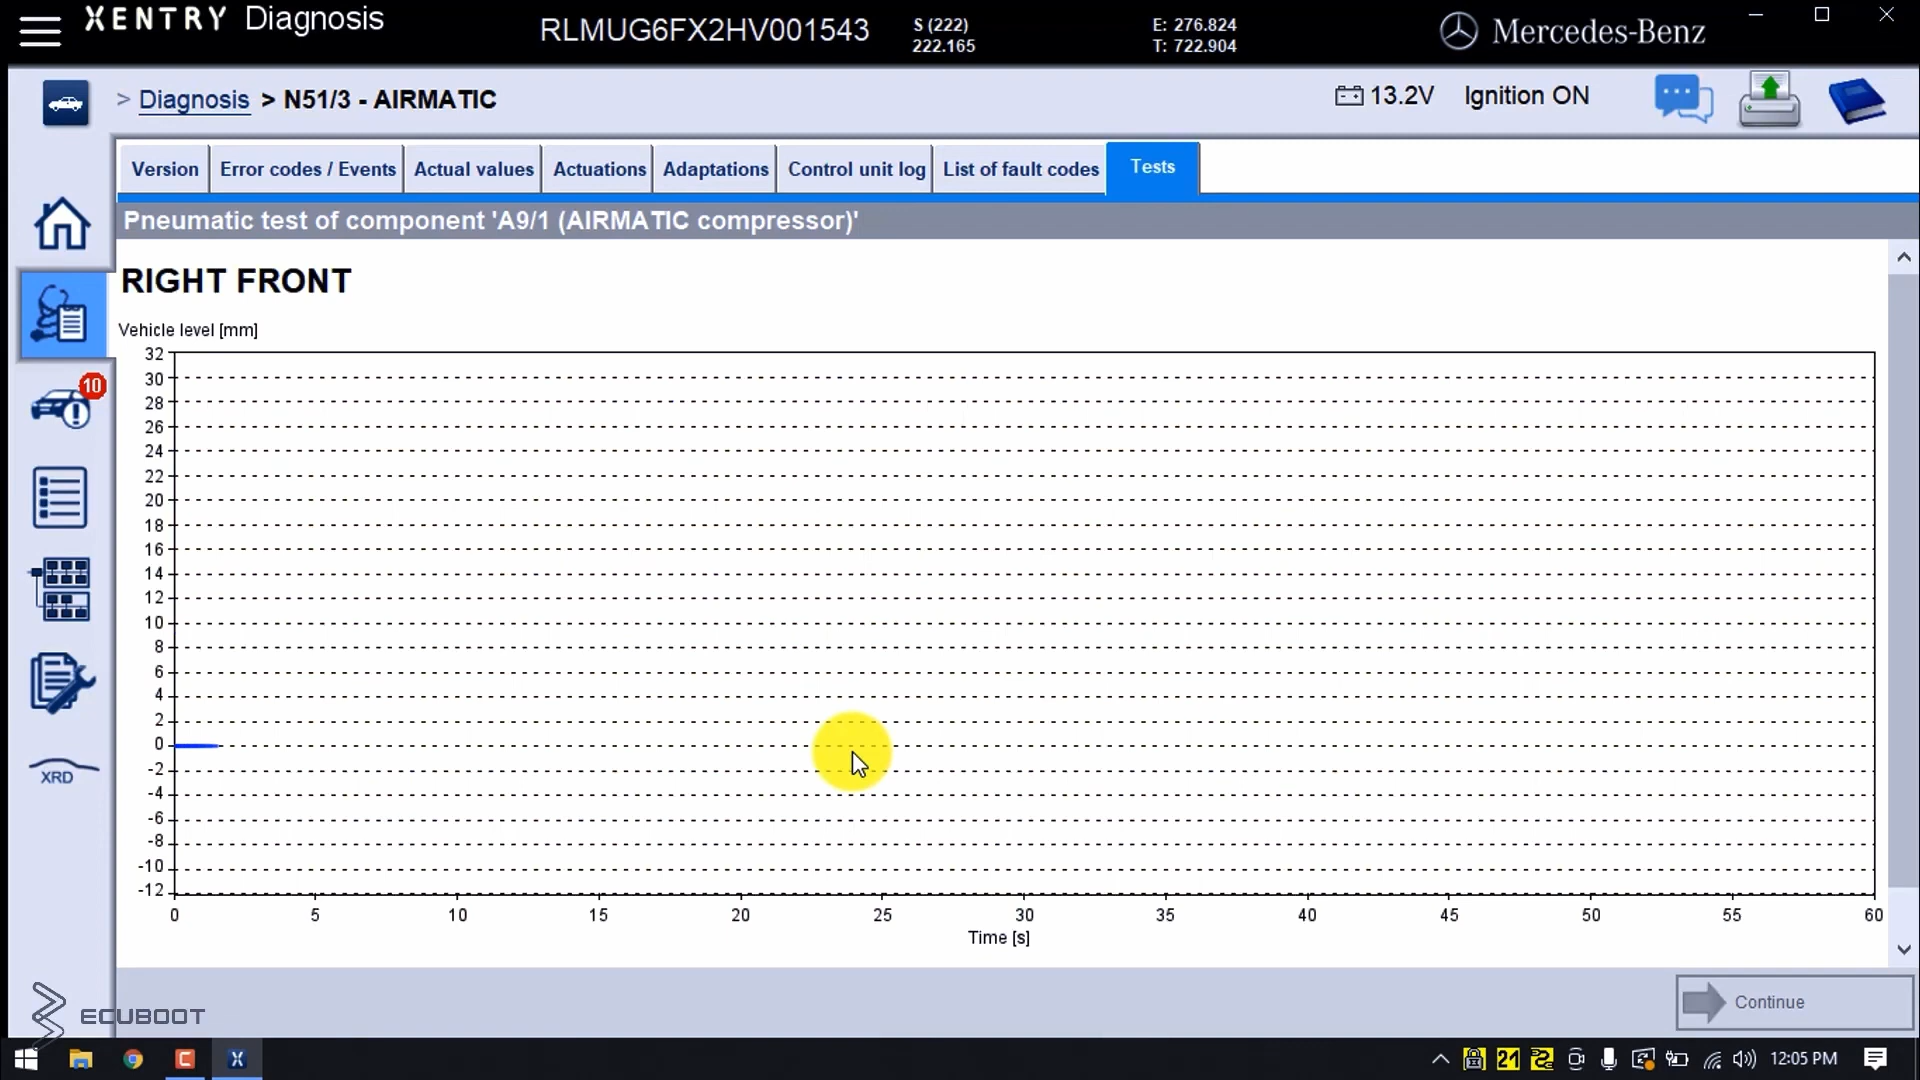 XENTRY Diagnosis
RLMUG6FX2HV001543
S (222)
222.165
E: 276.824
T: 722.904
Mercedes-Benz
> Diagnosis > N51/3 - AIRMATIC
13.2V
Ignition ON
Version
Error codes / Events
Actual values
Actuations
Adaptations
Control unit log
List of fault codes
Tests
Pneumatic test of component 'A9/1 (AIRMATIC compressor)'
10
XRD
RIGHT FRONT
Vehicle level [mm]
32
30
28
26
24
22
20
18
16
14
12
10
8
6
4
2
0
-2
-4
-6
-8
-10
-12
0 5 10 15 20 25 30 35 40 45 50 55 60
Time [s]
Continue
ECUBOOT
C
X
21
12:05 PM